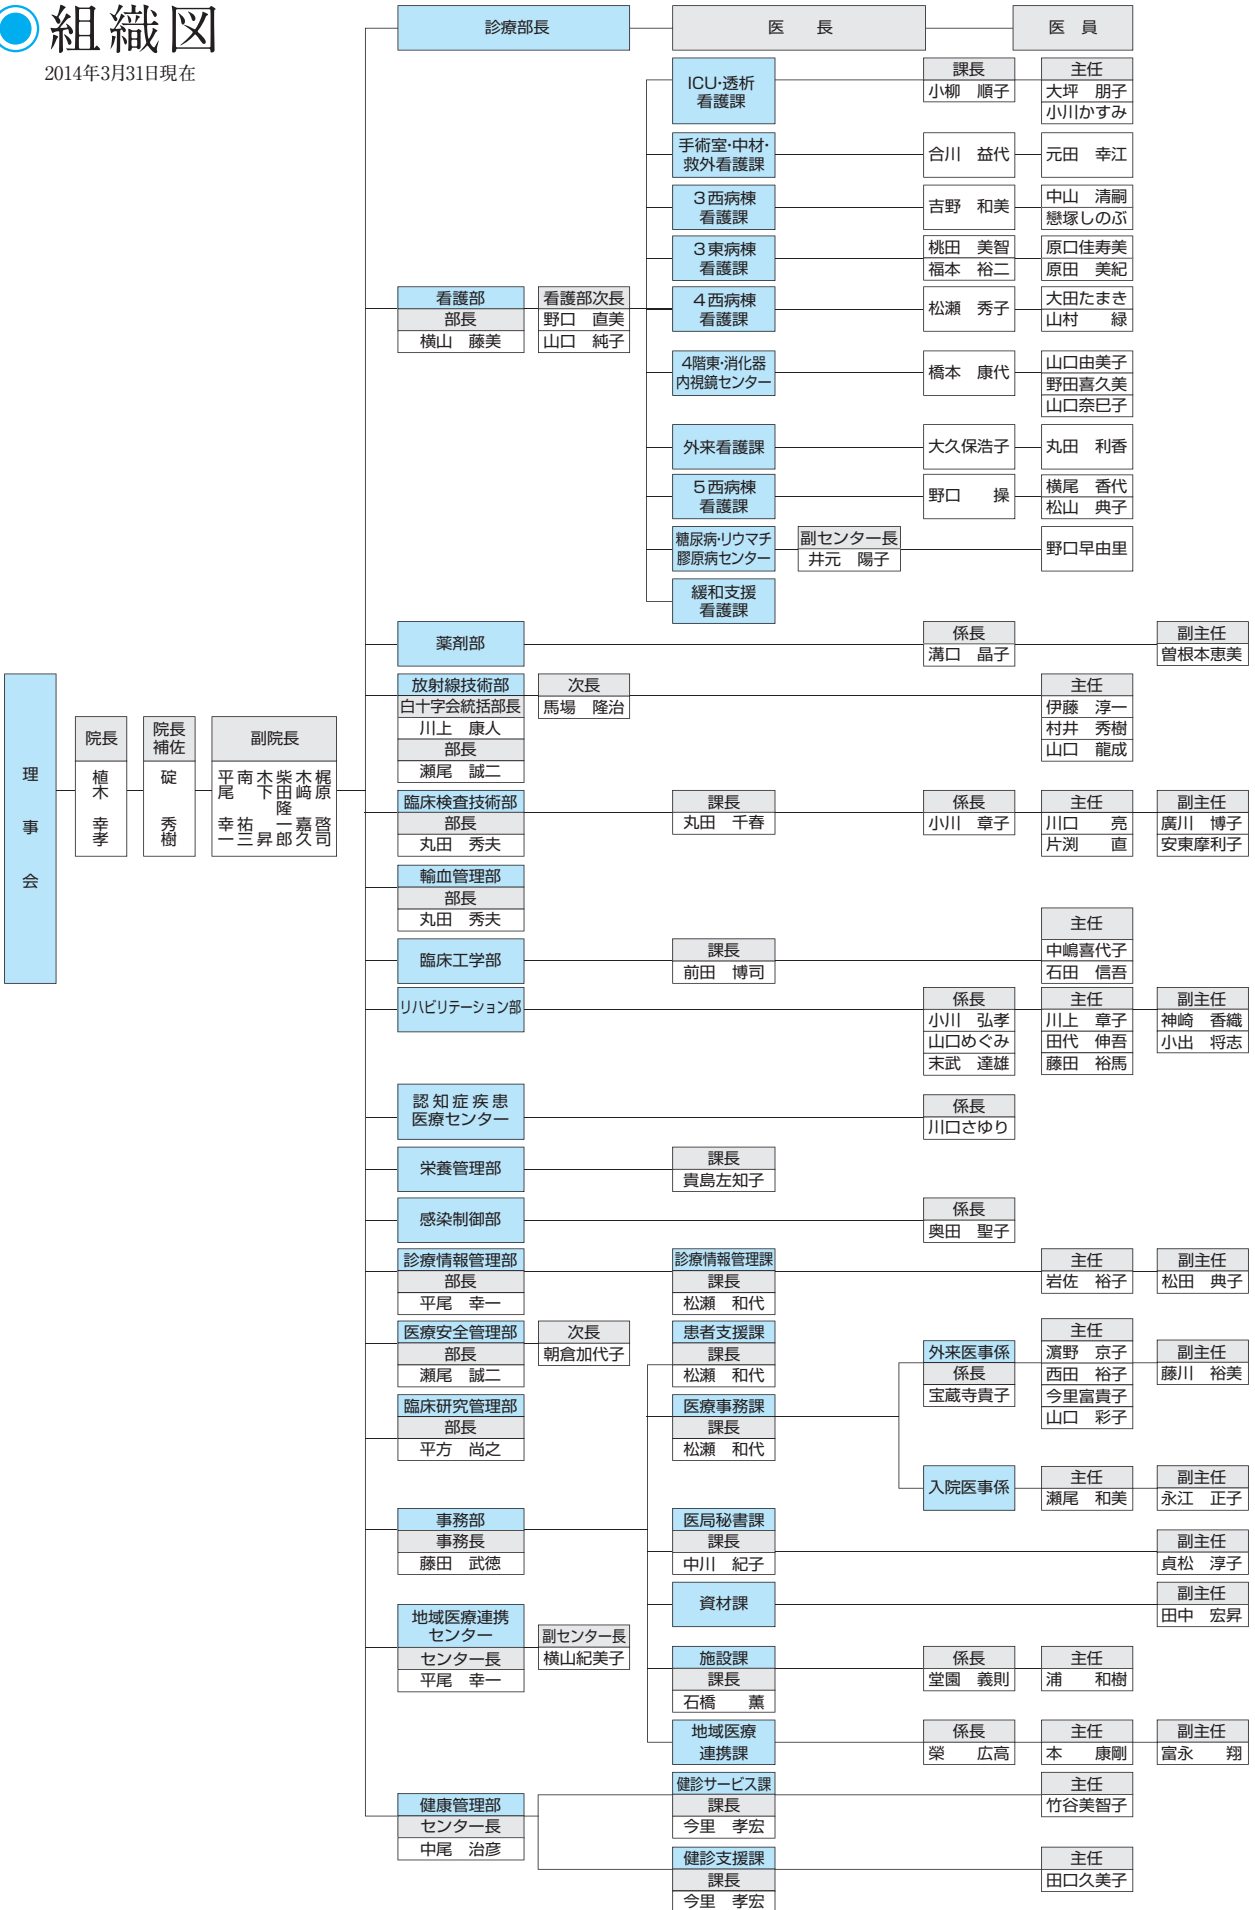 組織図
2014年3月31日現在
診療部長
医　長
医　員
ICU・透析
看護課
課長
小柳　順子
主任
大坪　朋子
小川かすみ
手術室・中材・
救外看護課
合川　益代
元田　幸江
3西病棟
看護課
吉野　和美
中山　清嗣
戀塚しのぶ
3東病棟
看護課
桃田　美智
福本　裕二
原口佳寿美
原田　美紀
看護部
部長
横山　藤美
看護部次長
野口　直美
山口　純子
4西病棟
看護課
松瀬　秀子
大田たまき
山村　緑
4階東・消化器
内視鏡センター
橋本　康代
山口由美子
野田喜久美
山口奈巳子
外来看護課
大久保浩子
丸田　利香
5西病棟
看護課
野口　操
横尾　香代
松山　典子
糖尿病・リウマチ
膠原病センター
副センター長
井元　陽子
野口早由里
緩和支援
看護課
薬剤部
係長
溝口　晶子
副主任
曽根本恵美
理事会
院長
植木　幸孝
院長
補佐
碇　秀樹
副院長
梶原　啓司
木﨑　嘉久
柴田隆一郎
木下　昇
南　祐三
平尾　幸一
放射線技術部
白十字会統括部長
川上　康人
部長
瀬尾　誠二
次長
馬場　隆治
主任
伊藤　淳一
村井　秀樹
山口　龍成
臨床検査技術部
部長
丸田　秀夫
課長
丸田　千春
係長
小川　章子
主任
川口　亮
片渕　直
副主任
廣川　博子
安東摩利子
輸血管理部
部長
丸田　秀夫
臨床工学部
課長
前田　博司
主任
中嶋喜代子
石田　信吾
リハビリテーション部
係長
小川　弘孝
山口めぐみ
末武　達雄
主任
川上　章子
田代　伸吾
藤田　裕馬
副主任
神崎　香織
小出　将志
認知症疾患
医療センター
係長
川口さゆり
栄養管理部
課長
貴島左知子
感染制御部
係長
奥田　聖子
診療情報管理部
部長
平尾　幸一
診療情報管理課
課長
松瀬　和代
主任
岩佐　裕子
副主任
松田　典子
医療安全管理部
部長
瀬尾　誠二
次長
朝倉加代子
患者支援課
課長
松瀬　和代
外来医事係
係長
宝蔵寺貴子
主任
濵野　京子
西田　裕子
今里富貴子
山口　彩子
副主任
藤川　裕美
臨床研究管理部
部長
平方　尚之
医療事務課
課長
松瀬　和代
入院医事係
主任
瀬尾　和美
副主任
永江　正子
事務部
事務長
藤田　武徳
医局秘書課
課長
中川　紀子
副主任
貞松　淳子
資材課
副主任
田中　宏昇
地域医療連携
センター
センター長
平尾　幸一
副センター長
横山紀美子
施設課
課長
石橋　薫
係長
堂園　義則
主任
浦　和樹
地域医療
連携課
係長
榮　広高
主任
本　康剛
副主任
富永　翔
健康管理部
センター長
中尾　治彦
健診サービス課
課長
今里　孝宏
主任
竹谷美智子
健診支援課
課長
今里　孝宏
主任
田口久美子